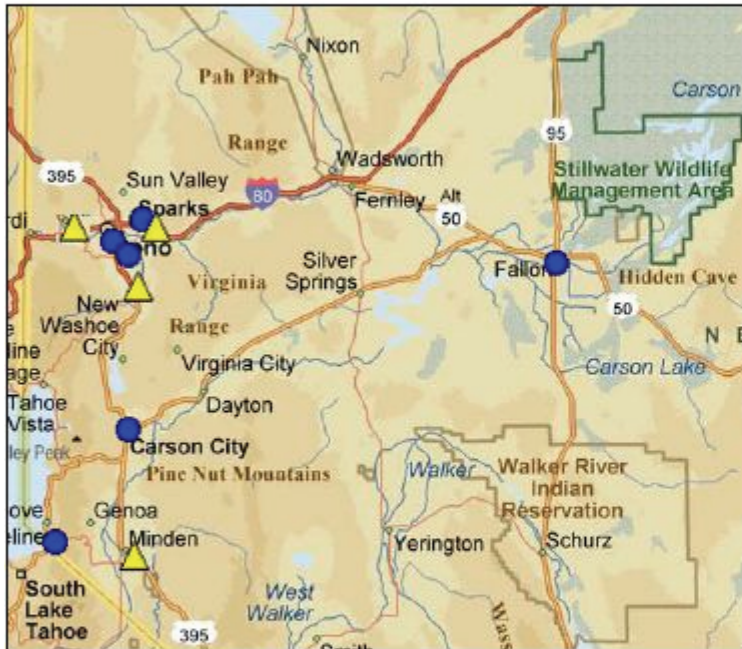 Nixon
Pah Pah
Range
Carson
95
Stillwater Wildlife
Management Area
395
Sun Valley
80
Wadsworth
Fernley
Alt
50
Sparks
Virginia
Silver
Springs
Hidden Cave
New
Washoe
City
Range
50
N E
Virginia City
Carson Lake
Tahoe
Vista
Dayton
Carson City
Pine Nut Mountains
Walker
Walker River
Indian
Reservation
Genoa
Minden
Yerington
Schurz
South
Lake
Tahoe
West
Walker
395